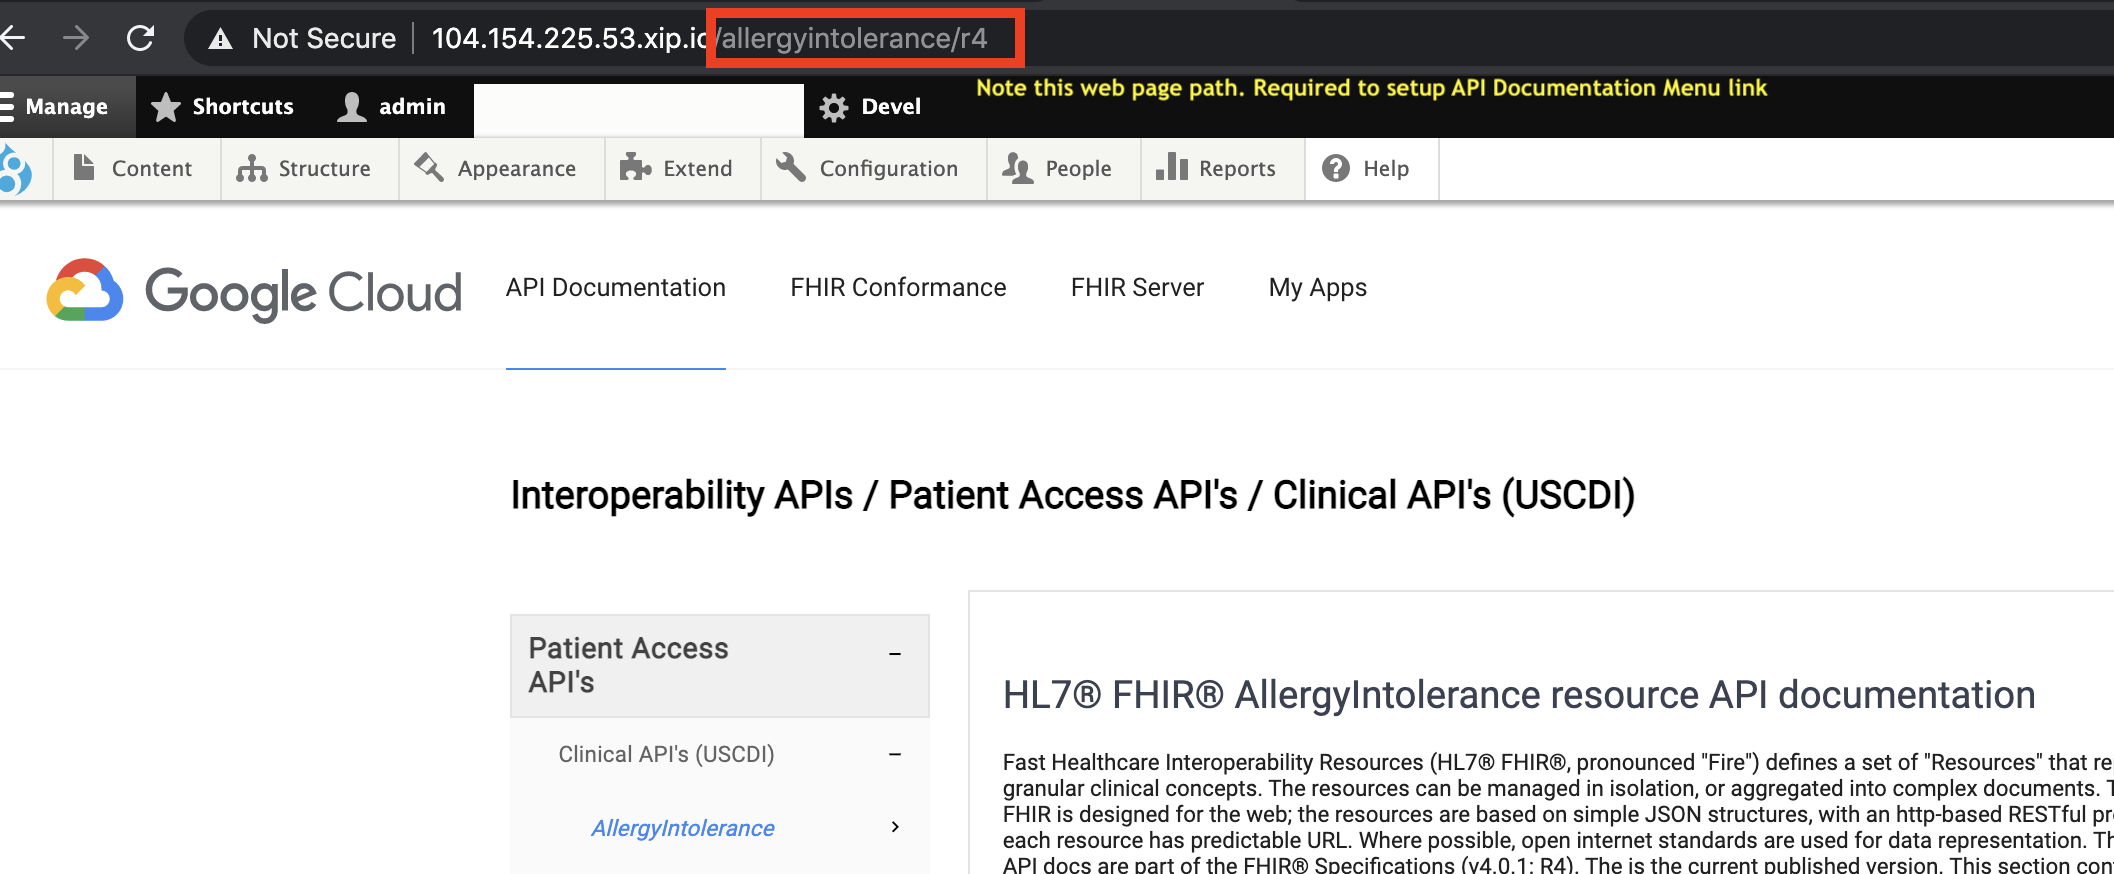 Not Secure 104.154.225.53.xip.io/allergyintolerance/r4
Manage Shortcuts admin Devel
Note this web page path. Required to setup API Documentation Menu link
Content Structure Appearance Extend Configuration People Reports Help
Google Cloud API Documentation FHIR Conformance FHIR Server My Apps
Interoperability APIs / Patient Access API's / Clinical API's (USCDI)
Patient Access
API's
Clinical API's (USCDI)
AllergyIntolerance
HL7® FHIR® AllergyIntolerance resource API documentation
Fast Healthcare Interoperability Resources (HL7® FHIR®, pronounced "Fire") defines a set of "Resources" that re
granular clinical concepts. The resources can be managed in isolation, or aggregated into complex documents. T
FHIR is designed for the web; the resources are based on simple JSON structures, with an http-based RESTful pr
each resource has predictable URL. Where possible, open internet standards are used for data representation. Th
API docs are part of the FHIR® Specifications (v4.0.1: R4). The is the current published version. This section con